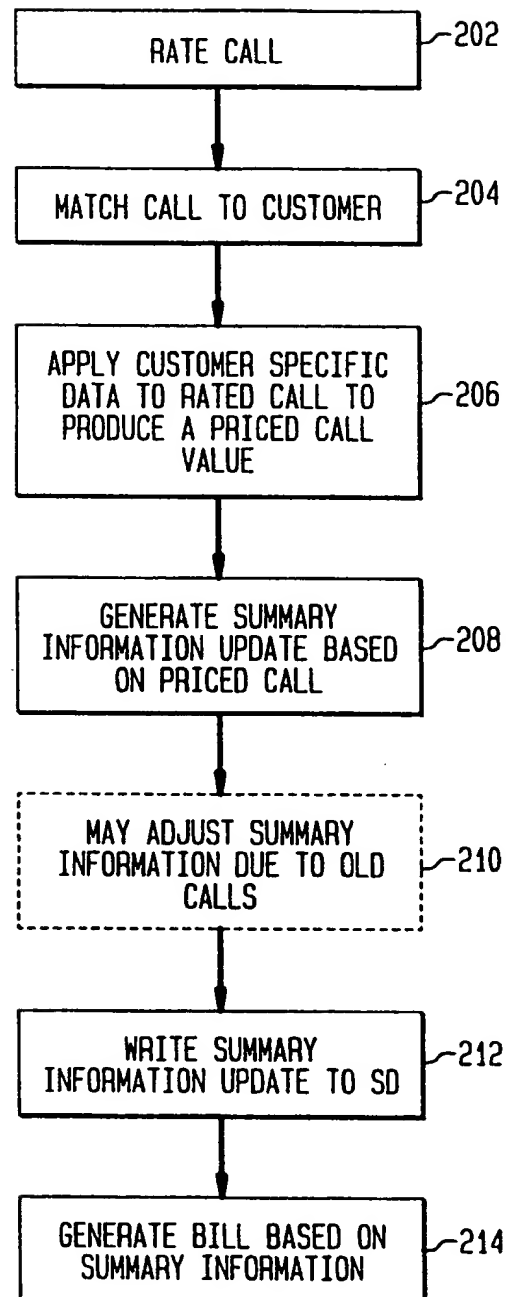 RATE CALL
202
MATCH CALL TO CUSTOMER
204
APPLY CUSTOMER SPECIFIC
DATA TO RATED CALL TO
PRODUCE A PRICED CALL
VALUE
206
GENERATE SUMMARY
INFORMATION UPDATE BASED
ON PRICED CALL
208
MAY ADJUST SUMMARY
INFORMATION DUE TO OLD
CALLS
210
WRITE SUMMARY
INFORMATION UPDATE TO SD
212
GENERATE BILL BASED ON
SUMMARY INFORMATION
214